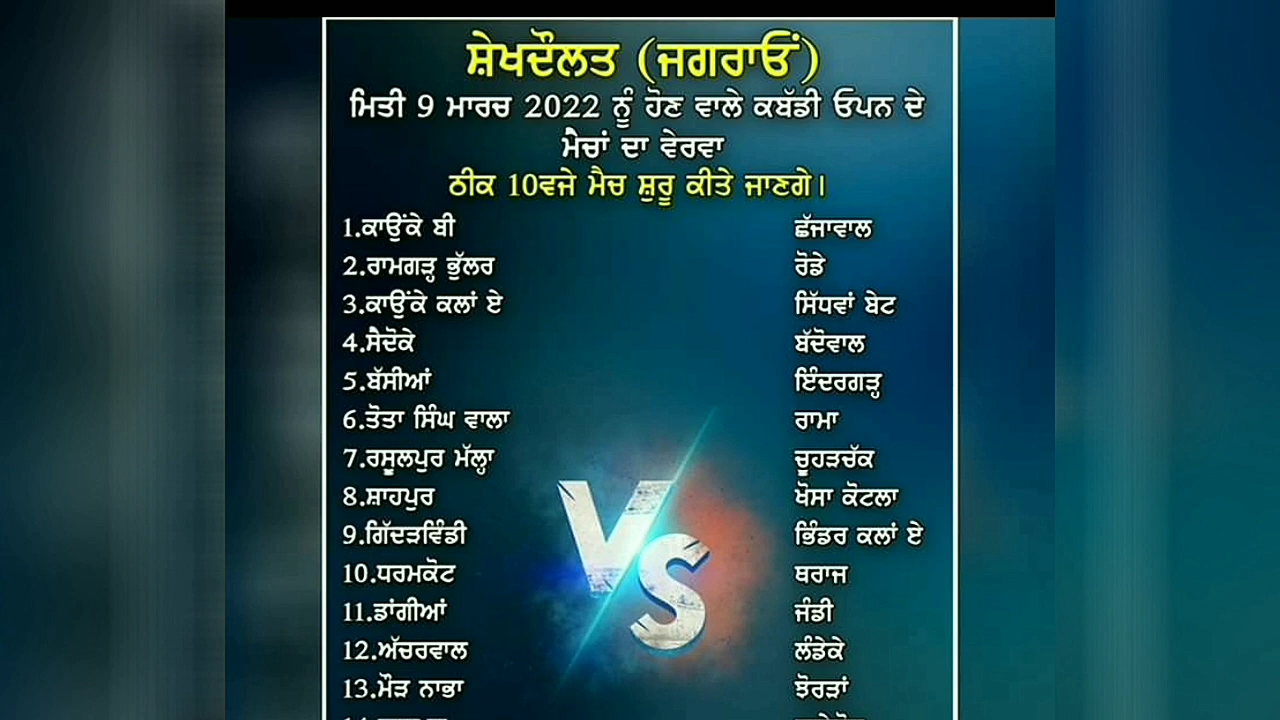 ਸ਼ੇਖਦੌਲਤ (ਜਗਰਾਓਂ)
ਮਿਤੀ 9 ਮਾਰਚ 2022 ਨੂੰ ਹੋਣ ਵਾਲੇ ਕਬੱਡੀ ਓਪਨ ਦੇ
ਮੈਚਾਂ ਦਾ ਵੇਰਵਾ
ਠੀਕ 10ਵਜੇ ਮੈਚ ਸ਼ੁਰੂ ਕੀਤੇ ਜਾਣਗੇ।
1.ਕਾਉਂਕੇ ਬੀ ਛੱਜਾਵਾਲ
2.ਰਾਮਗੜ੍ਹ ਭੁੱਲਰ ਰੋਡੇ
3.ਕਾਉਂਕੇ ਕਲਾਂ ਏ ਸਿੱਧਵਾਂ ਬੇਟ
4.ਸੈਦੋਕੇ ਬੱਦੋਵਾਲ
5.ਬੱਸੀਆਂ ਇੰਦਰਗੜ੍ਹ
6.ਤੋਤਾ ਸਿੰਘ ਵਾਲਾ ਰਾਮਾ
7.ਰਸੂਲਪੁਰ ਮੱਲ੍ਹਾ ਚੂਹੜਚੱਕ
8.ਸ਼ਾਹਪੁਰ ਖੋਸਾ ਕੋਟਲਾ
VS
9.ਗਿੱਦੜਵਿੰਡੀ ਭਿੰਡਰ ਕਲਾਂ ਏ
10.ਧਰਮਕੋਟ ਥਰਾਜ
11.ਡਾਂਗੀਆਂ ਜੰਡੀ
12.ਅੱਚਰਵਾਲ ਲੰਡੇਕੇ
13.ਮੌੜ ਨਾਭਾ ਝੋਰੜਾਂ